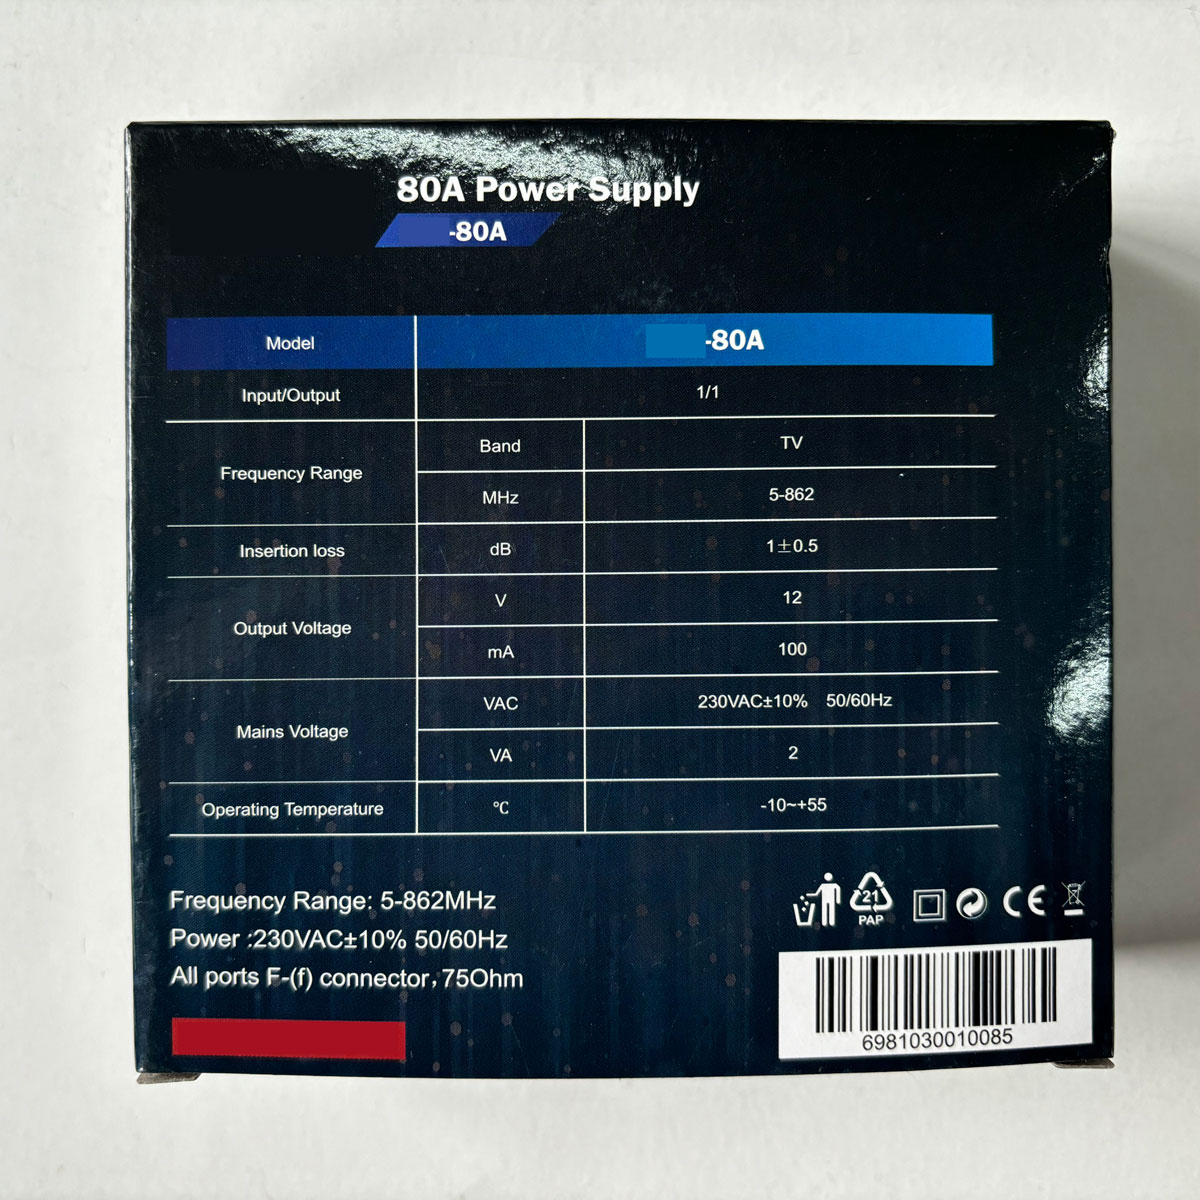 80A Power Supply
-80A
Model -80A
Input/Output 1/1
Frequency Range Band TV
MHz 5-862
Insertion loss dB 1±0.5
Output Voltage V 12
mA 100
Mains Voltage VAC 230VAC±10% 50/60Hz
VA 2
Operating Temperature °C -10~+55
Frequency Range: 5-862MHz
Power :230VAC±10% 50/60Hz
All ports F-(f) connector,75Ohm
21
PAP
CE
6981030010085